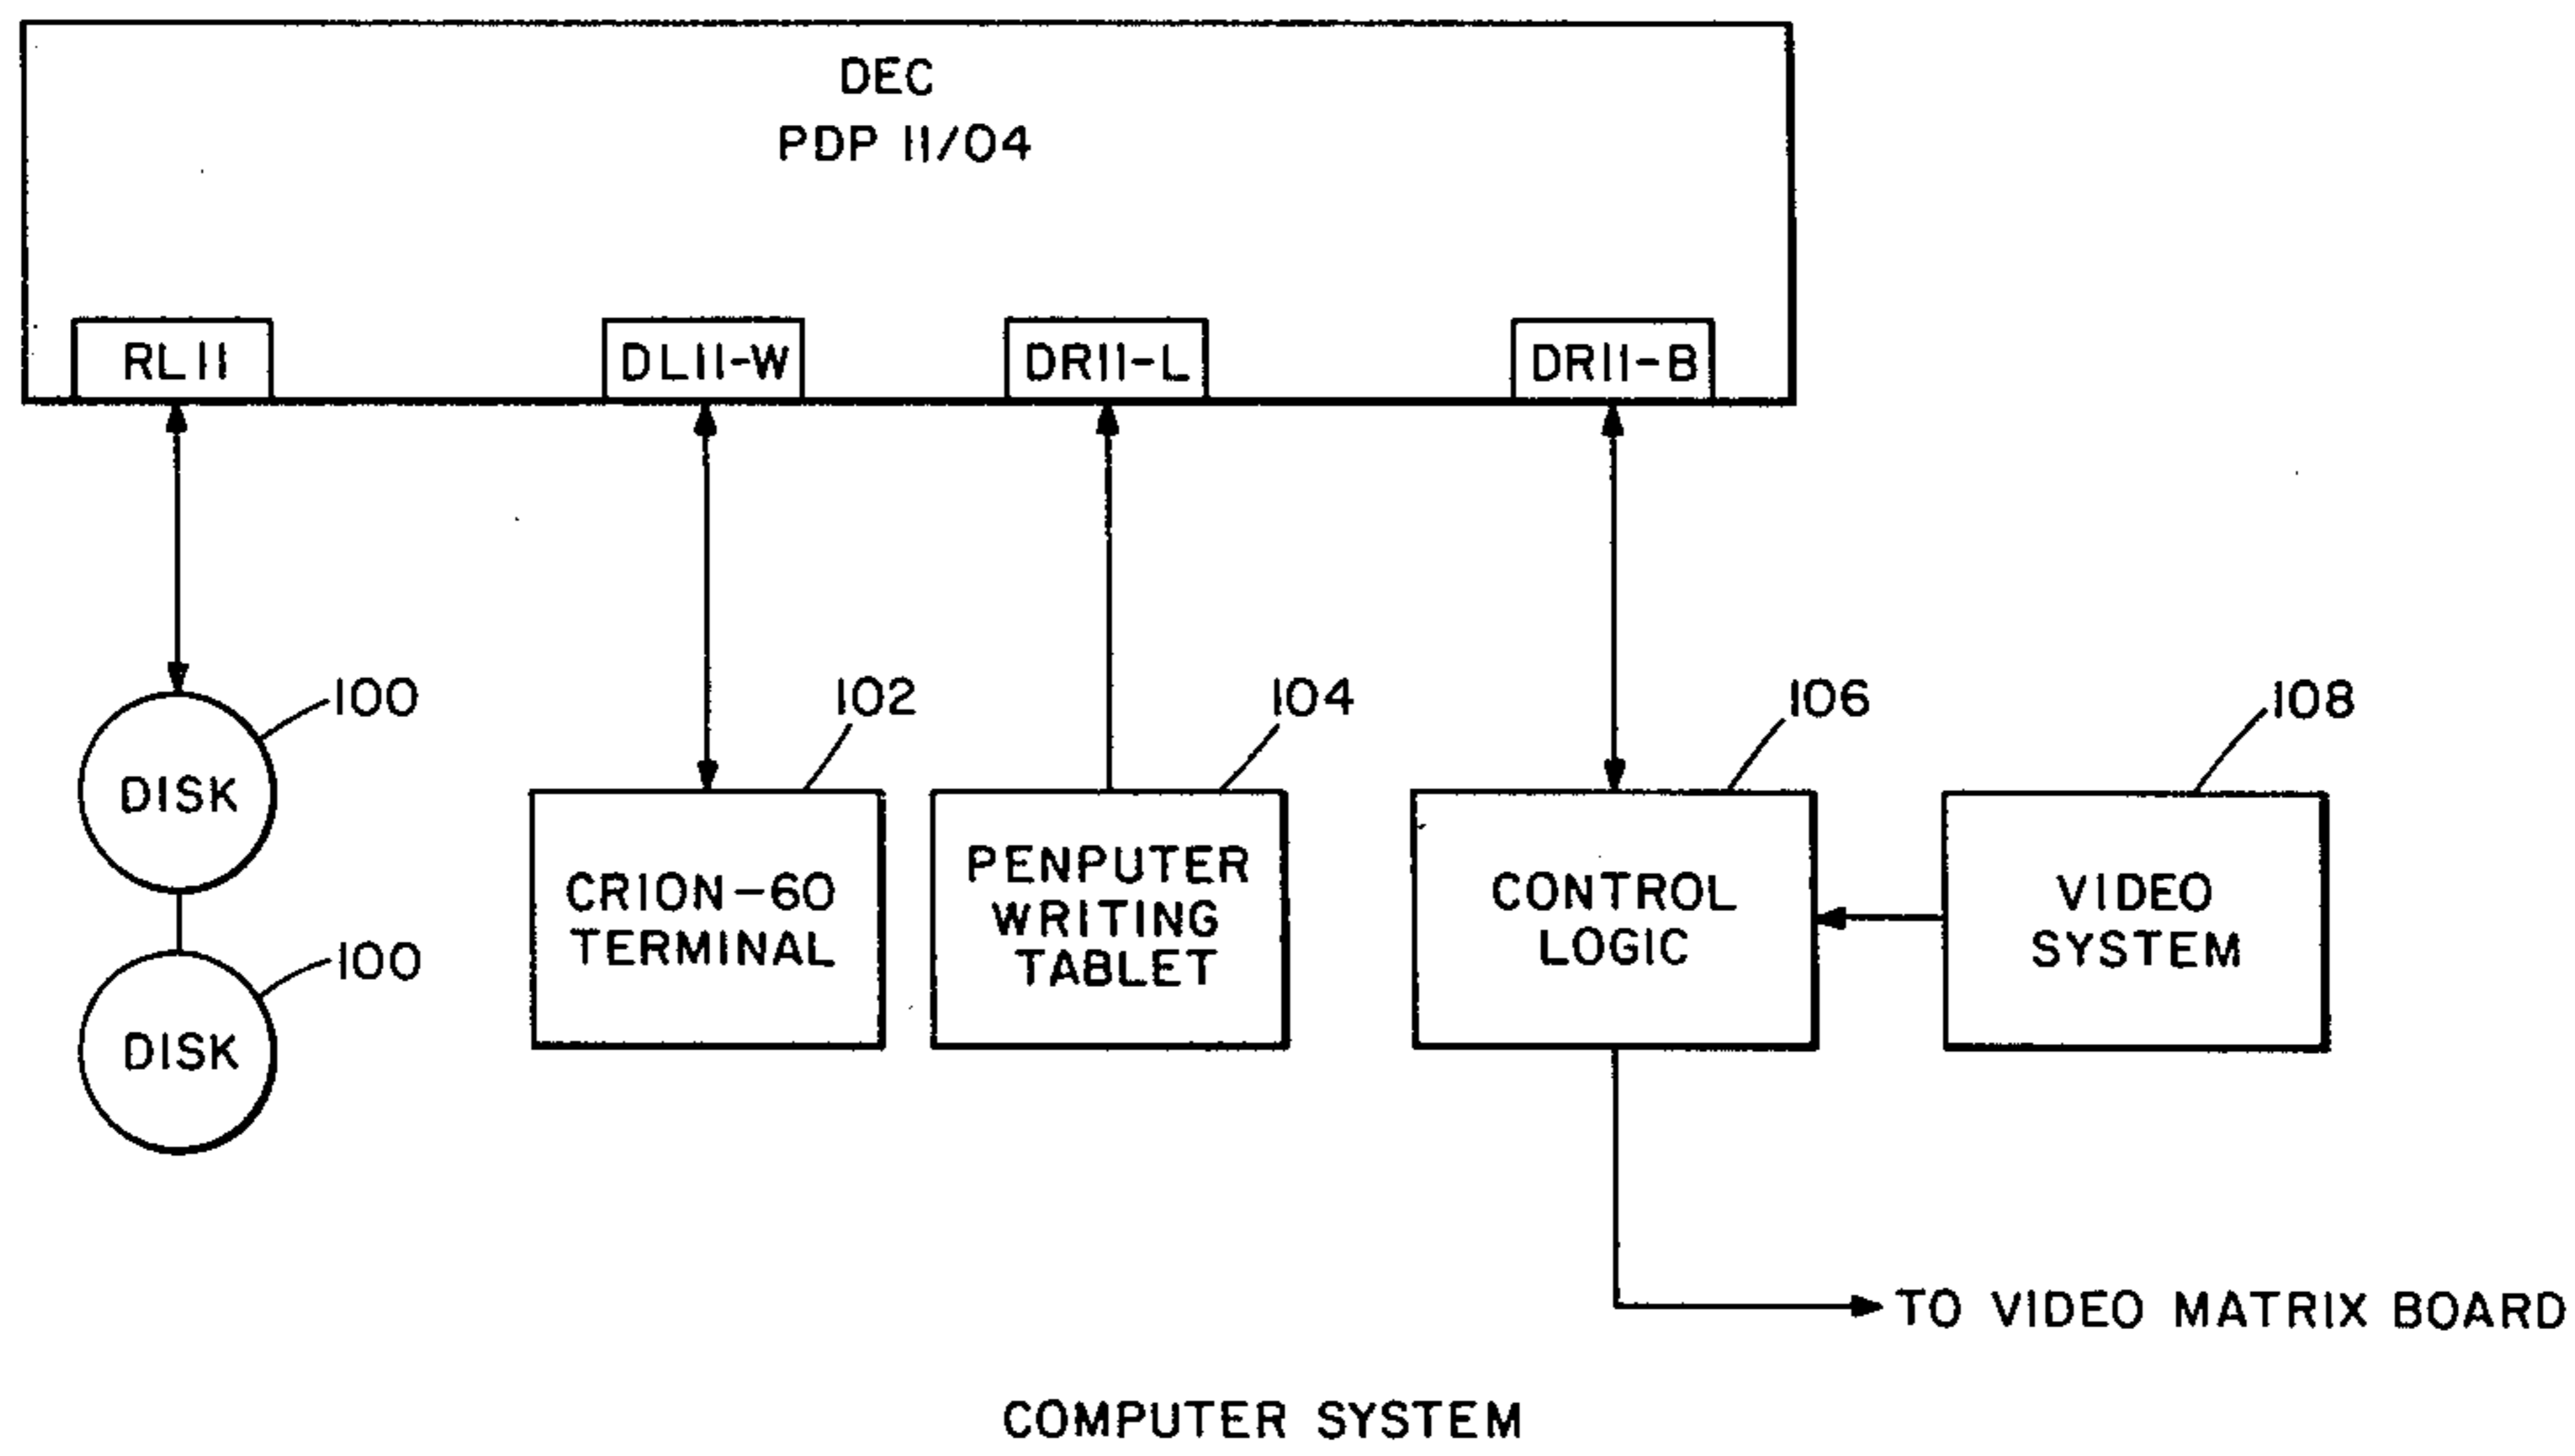 DEC
PDP 11/04
RL11
DL11-W
DR11-L
DR11-B
100
102
104
106
108
DISK
CRION-60
TERMINAL
PENPUTER
WRITING
TABLET
CONTROL
LOGIC
VIDEO
SYSTEM
100
DISK
TO VIDEO MATRIX BOARD
COMPUTER SYSTEM